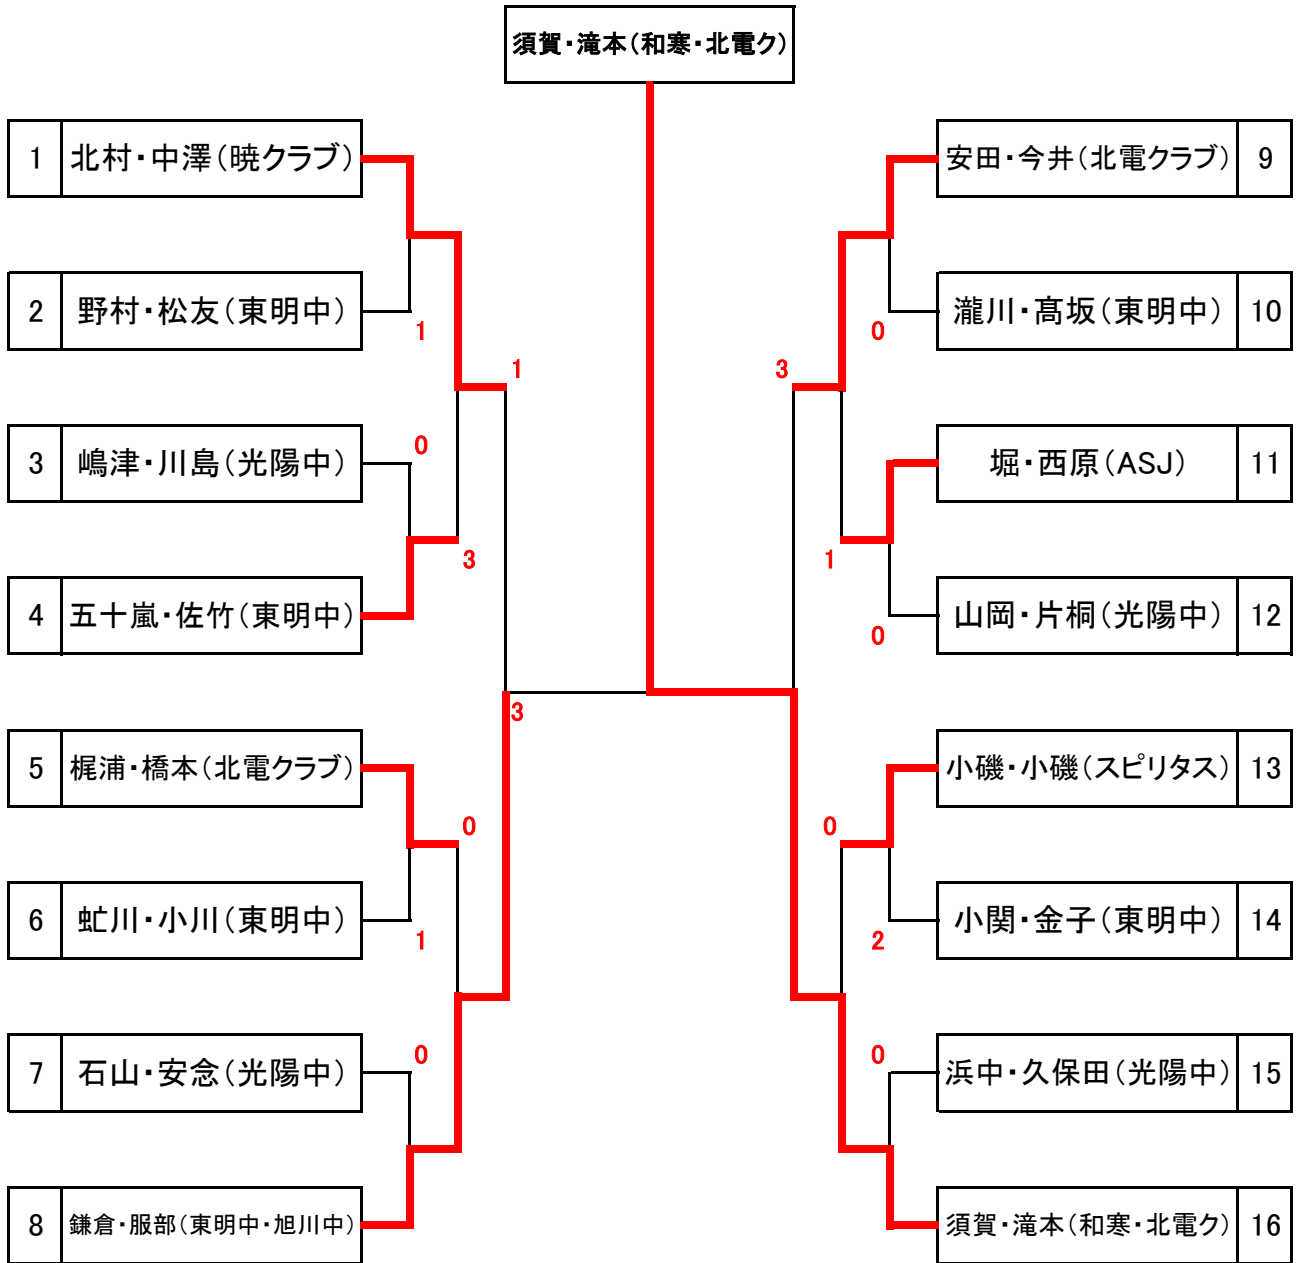 須賀・滝本(和寒・北電ク)
1 北村・中澤(暁クラブ)
2 野村・松友(東明中)
1
1
3 嶋津・川島(光陽中)
0
4 五十嵐・佐竹(東明中)
3
5 梶浦・橋本(北電クラブ)
3
0
6 虻川・小川(東明中)
1
7 石山・安念(光陽中)
0
8 鎌倉・服部(東明中・旭川中)
安田・今井(北電クラブ) 9
瀧川・髙坂(東明中) 10
0
3
堀・西原(ASJ) 11
1
山岡・片桐(光陽中) 12
0
小磯・小磯(スピリタス) 13
0
小関・金子(東明中) 14
2
浜中・久保田(光陽中) 15
0
須賀・滝本(和寒・北電ク) 16